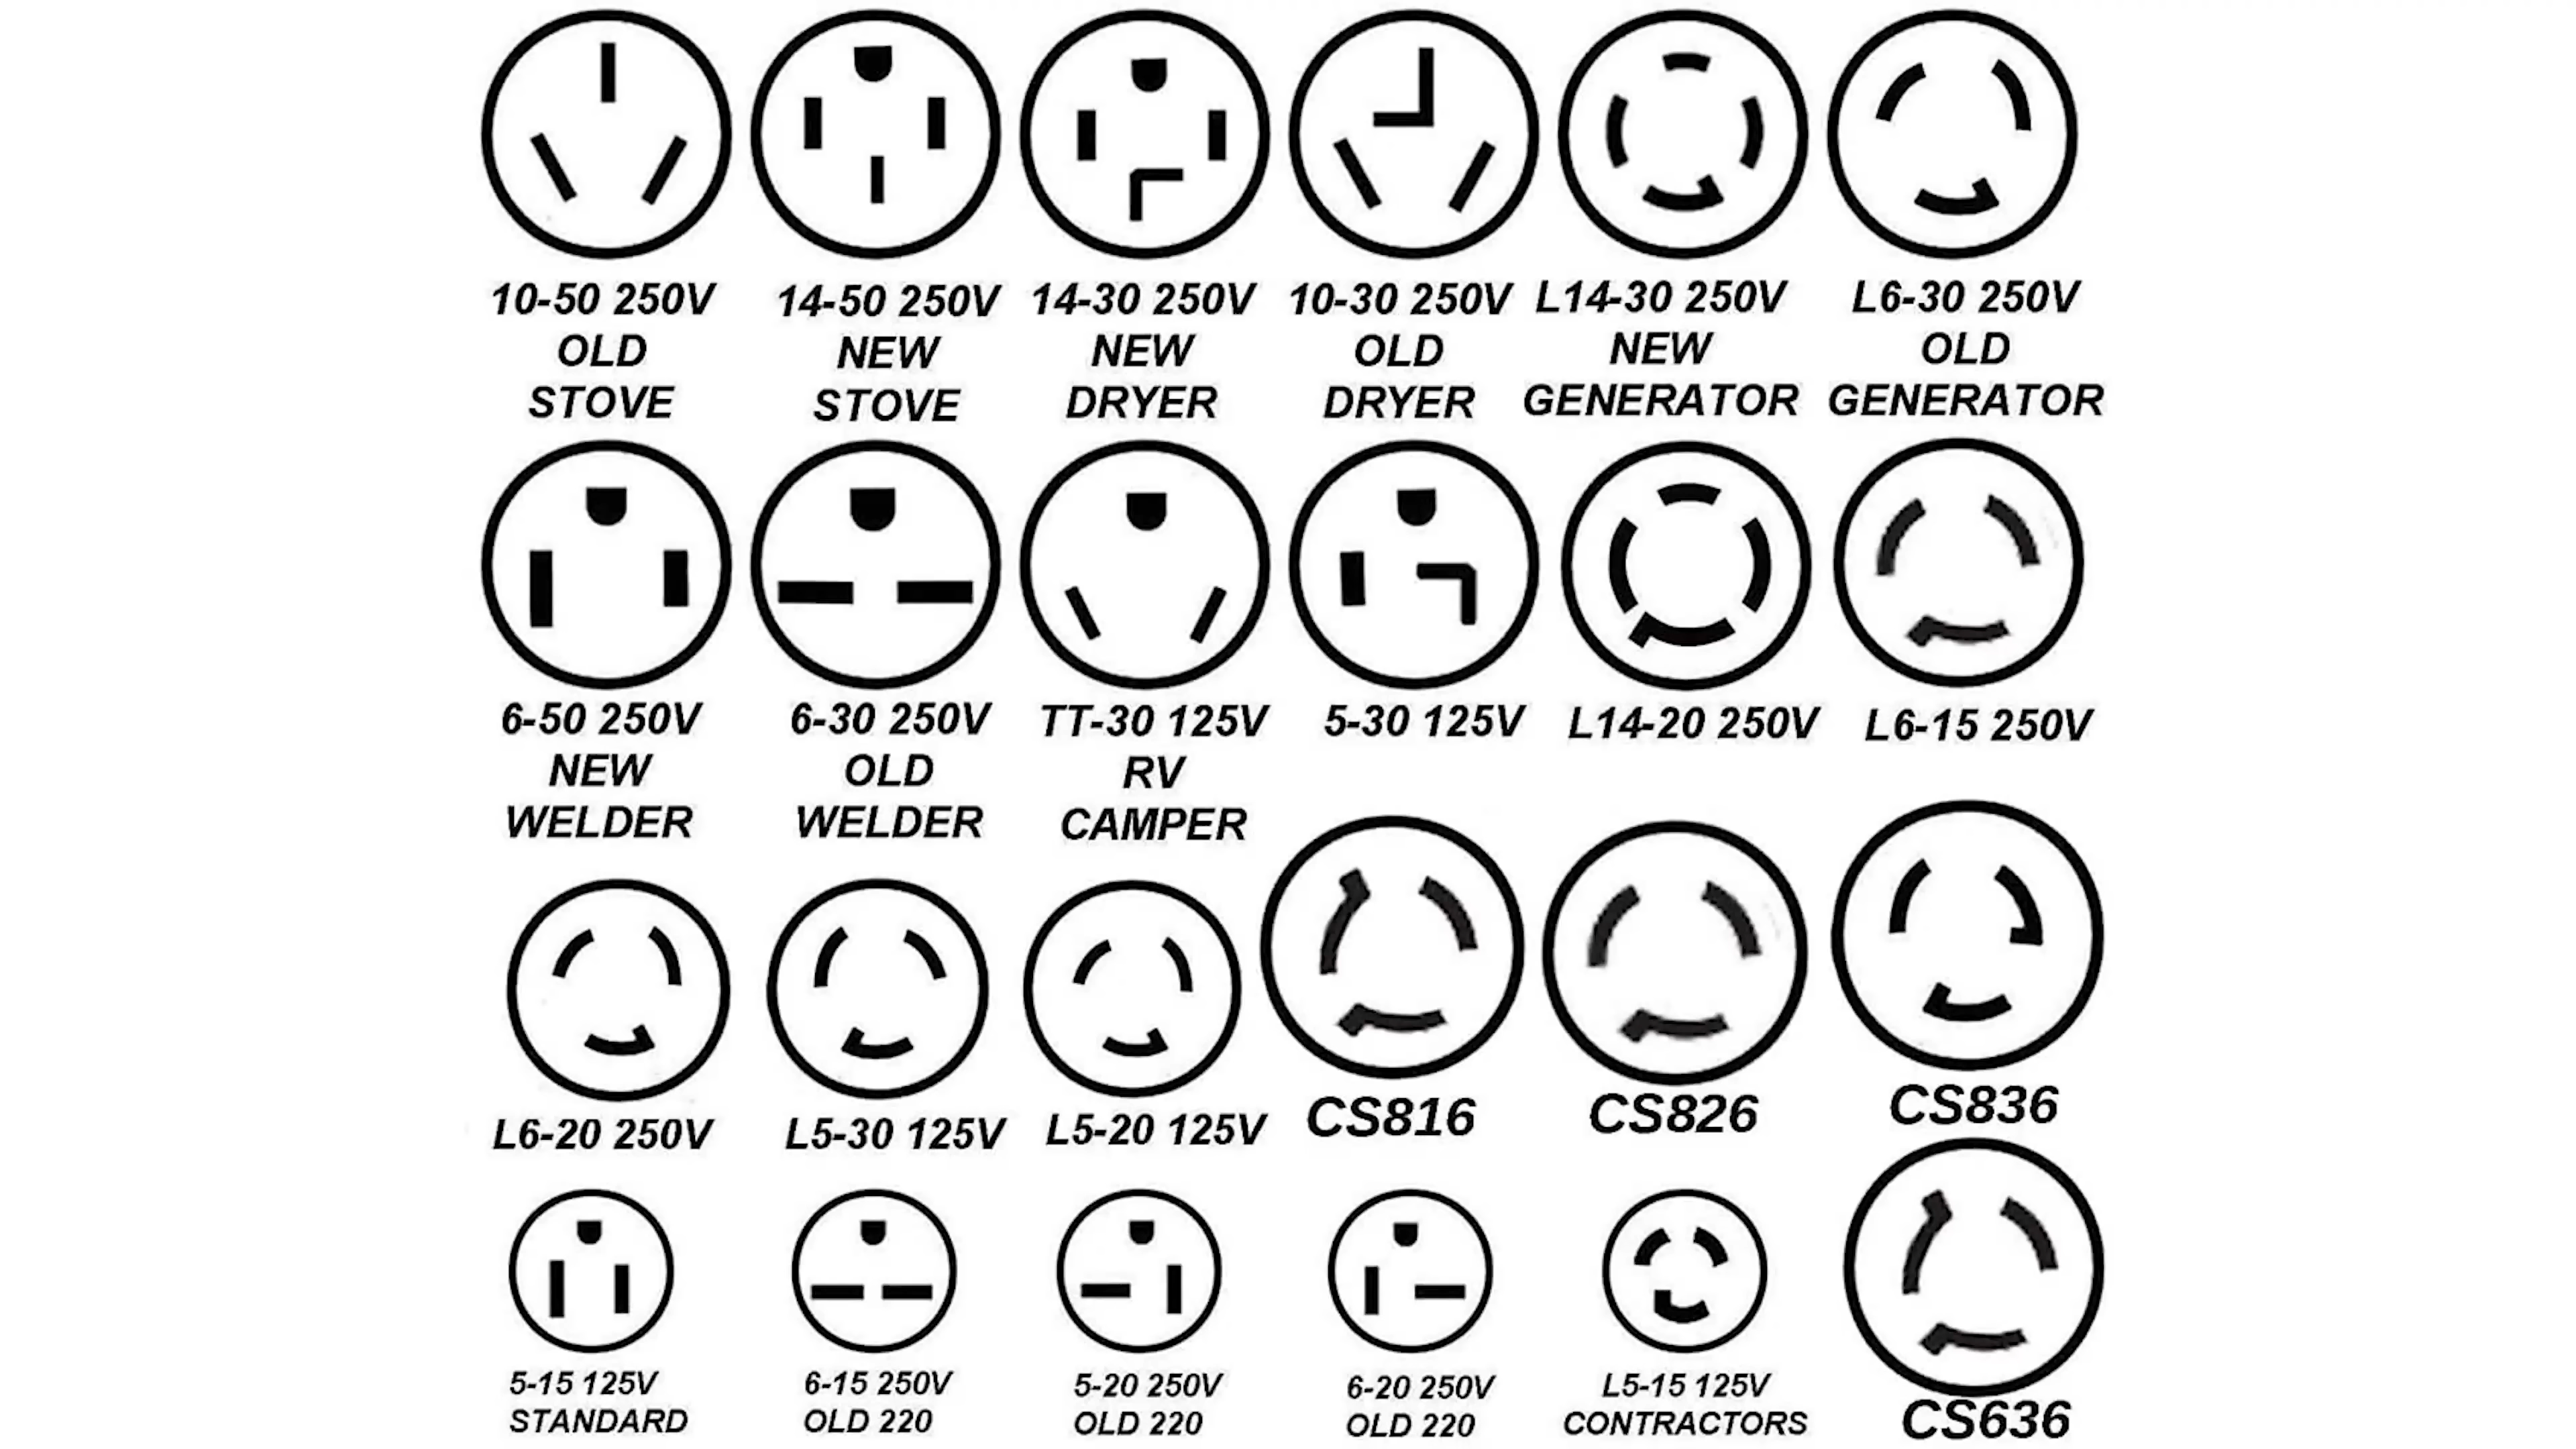 10-50 250V
OLD
STOVE
14-50 250V
NEW
STOVE
14-30 250V
NEW
DRYER
10-30 250V
OLD
DRYER
L14-30 250V
NEW
GENERATOR
L6-30 250V
OLD
GENERATOR
6-50 250V
NEW
WELDER
6-30 250V
OLD
WELDER
TT-30 125V
RV
CAMPER
5-30 125V
L14-20 250V
L6-15 250V
L6-20 250V
L5-30 125V
L5-20 125V
CS816
CS826
CS836
5-15 125V
STANDARD
6-15 250V
OLD 220
5-20 250V
OLD 220
6-20 250V
OLD 220
L5-15 125V
CONTRACTORS
CS636